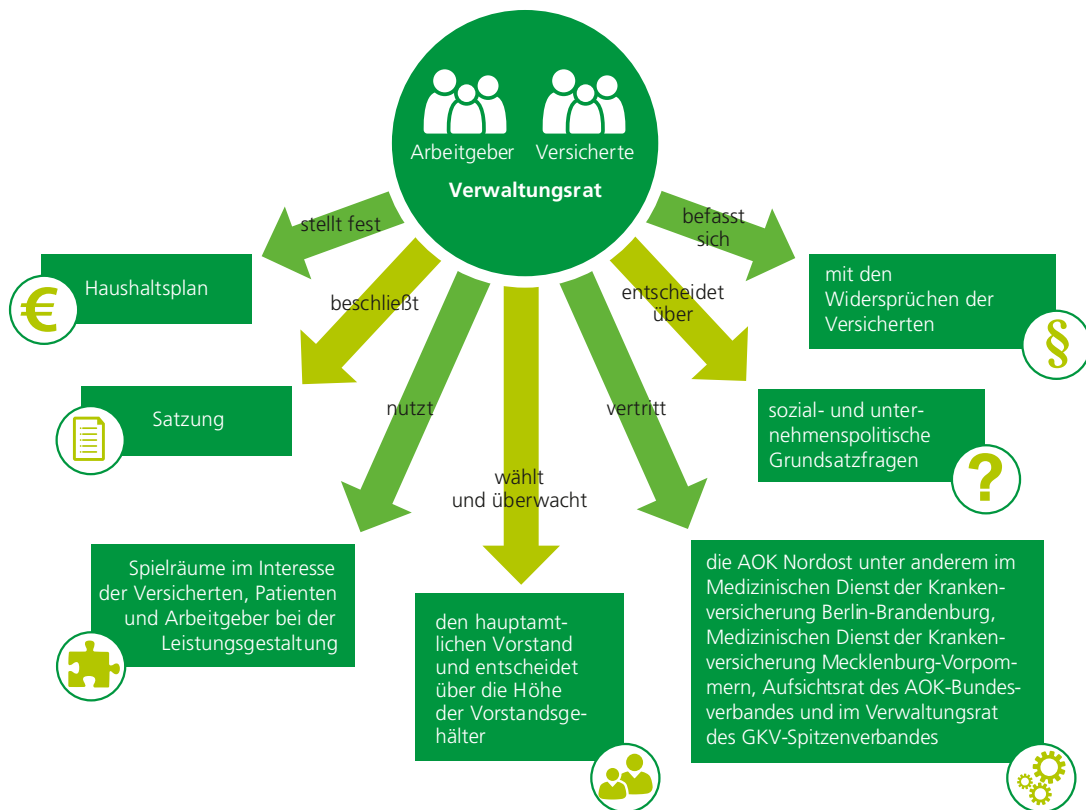 Arbeitgeber Versicherte
Verwaltungsrat
stellt fest
Haushaltsplan
€
beschließt
Satzung
nutzt
Spielräume im Interesse
der Versicherten, Patienten
und Arbeitgeber bei der
Leistungsgestaltung
wählt
und überwacht
den hauptamt-
lichen Vorstand
und entscheidet
über die Höhe
der Vorstandsge-
hälter
vertritt
die AOK Nordost unter anderem im
Medizinischen Dienst der Kranken-
versicherung Berlin-Brandenburg,
Medizinischen Dienst der Kranken-
versicherung Mecklenburg-Vorpom-
mern, Aufsichtsrat des AOK-Bundes-
verbandes und im Verwaltungsrat
des GKV-Spitzenverbandes
entscheidet
über
sozial- und unter-
nehmenspolitische
Grundsatzfragen
?
befasst
sich
mit den
Widersprüchen der
Versicherten
§